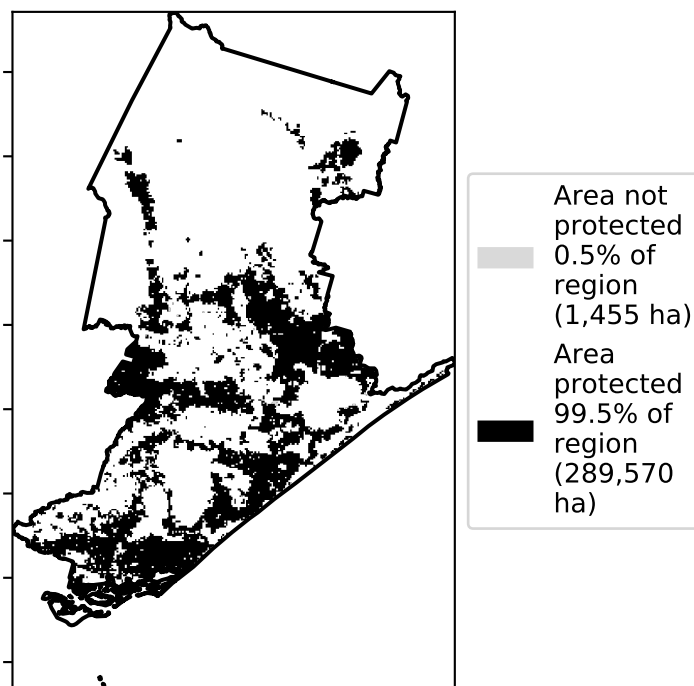 Area not
protected
0.5% of
region
(1,455 ha)
Area
protected
99.5% of
region
(289,570
ha)